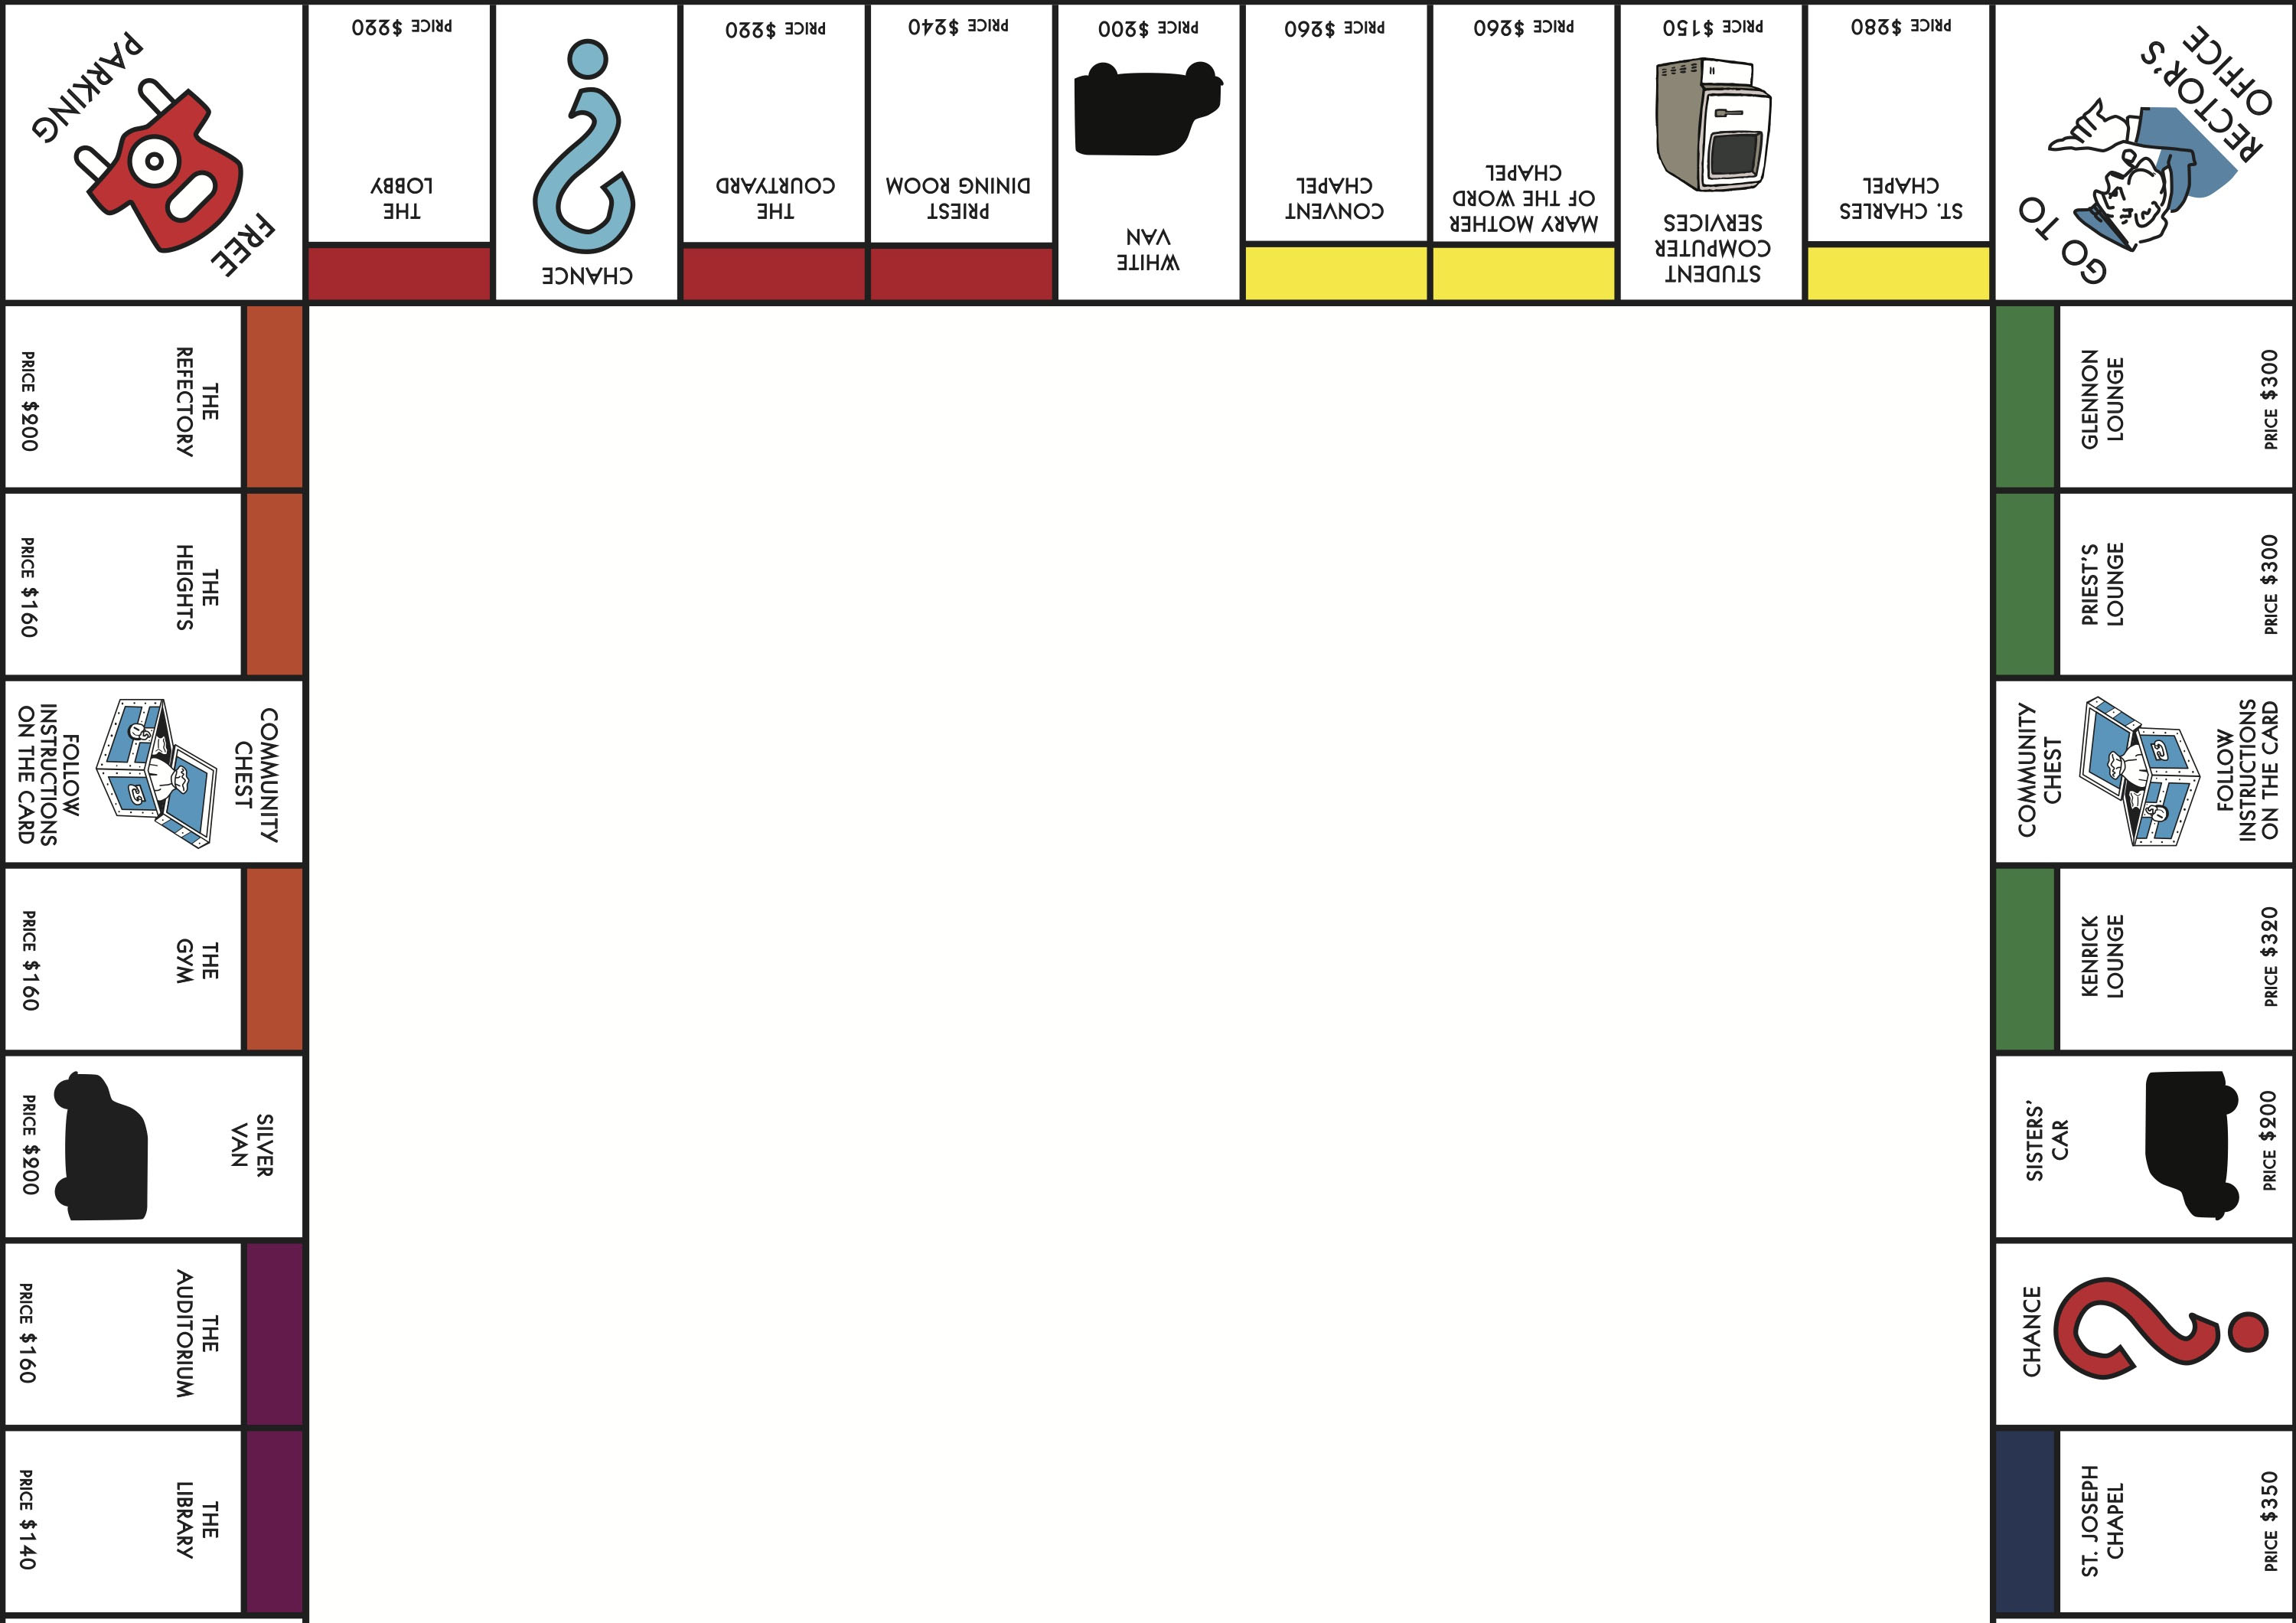 FREE
PARKING
THE
LOBBY
PRICE $220
CHANCE
THE
COURTYARD
PRICE $220
PRIEST
DINING ROOM
PRICE $240
WHITE
VAN
PRICE $200
CONVENT
CHAPEL
PRICE $260
MARY MOTHER
OF THE WORD
CHAPEL
PRICE $260
STUDENT
COMPUTER
SERVICES
PRICE $150
ST. CHARLES
CHAPEL
PRICE $280
GO TO
RECTOR'S
OFFICE
THE
REFECTORY
PRICE $200
THE
HEIGHTS
PRICE $160
COMMUNITY
CHEST
FOLLOW
INSTRUCTIONS
ON THE CARD
THE
GYM
PRICE $160
SILVER
VAN
PRICE $200
THE
AUDITORIUM
PRICE $160
THE
LIBRARY
PRICE $140
GLENNON
LOUNGE
PRICE $300
PRIEST'S
LOUNGE
PRICE $300
COMMUNITY
CHEST
FOLLOW
INSTRUCTIONS
ON THE CARD
KENRICK
LOUNGE
PRICE $320
SISTERS'
CAR
PRICE $200
CHANCE
ST. JOSEPH
CHAPEL
PRICE $350